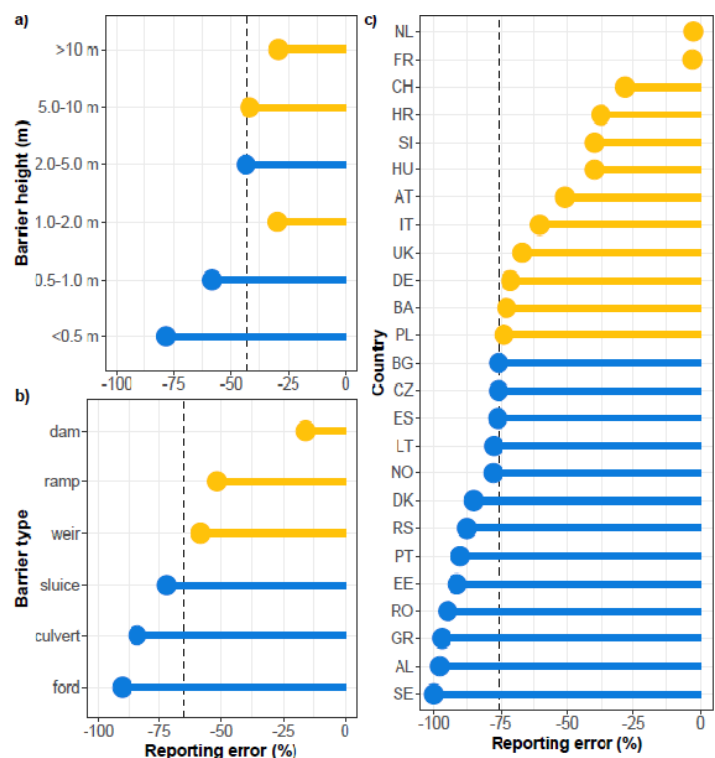 a)
Barrier height (m)
>10 m
5.0-10 m
2.0-5.0 m
1.0-2.0 m
0.5-1.0 m
<0.5 m
-100 -75 -50 -25 0
b)
Barrier type
dam
ramp
weir
sluice
culvert
ford
-100 -75 -50 -25 0
Reporting error (%)
c)
Country
NL
FR
CH
HR
SI
HU
AT
IT
UK
DE
BA
PL
BG
CZ
ES
LT
NO
DK
RS
PT
EE
RO
GR
AL
SE
-100 -75 -50 -25 0
Reporting error (%)